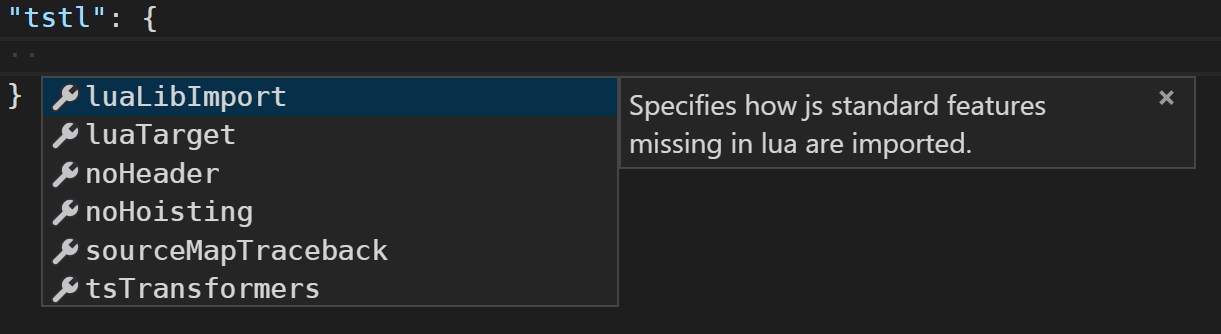 "tstl": {
}
luaLibImport
luaTarget
noHeader
noHoisting
sourceMapTraceback
tsTransformers
Specifies how js standard features
missing in lua are imported.